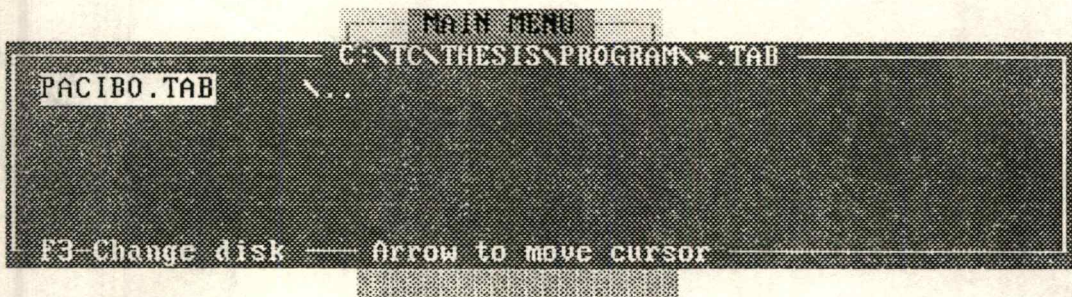 MAIN MENU
C:\TC\THESIS\PROGRAM\*.TAB
PACIBO.TAB \..
F3-Change disk Arrow to move cursor